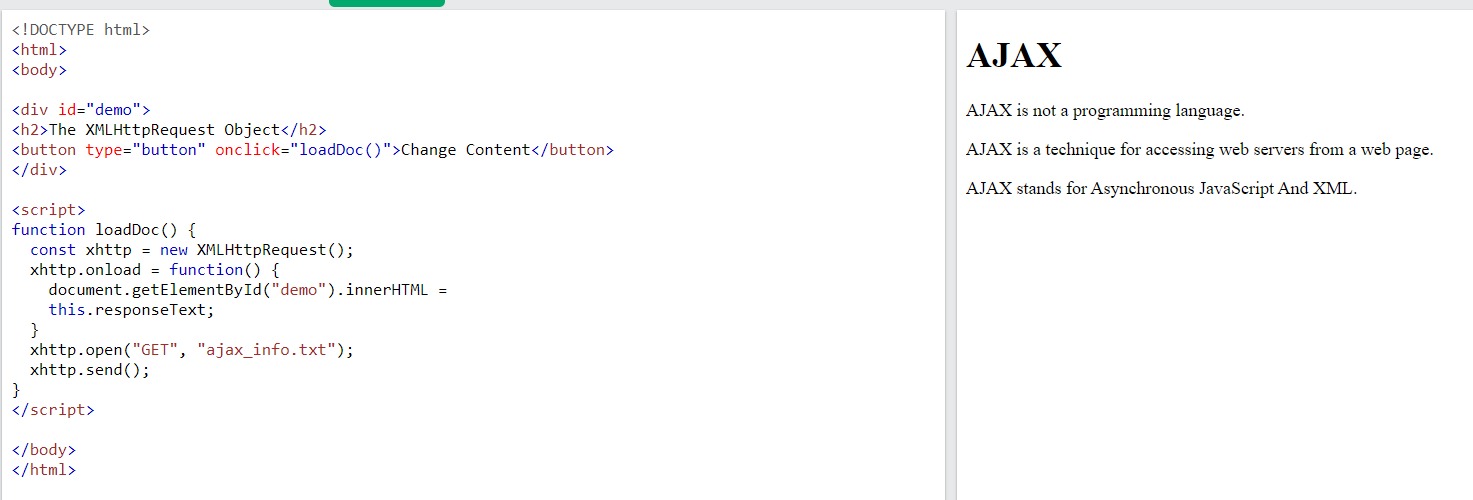 <!DOCTYPE html>
<html>
<body>
<div id="demo">
<h2>The XMLHttpRequest Object</h2>
<button type="button" onclick="loadDoc()">Change Content</button>
</div>
<script>
function loadDoc() {
  const xhttp = new XMLHttpRequest();
  xhttp.onload = function() {
    document.getElementById("demo").innerHTML =
    this.responseText;
  }
  xhttp.open("GET", "ajax_info.txt");
  xhttp.send();
}
</script>
</body>
</html>
AJAX
AJAX is not a programming language.
AJAX is a technique for accessing web servers from a web page.
AJAX stands for Asynchronous JavaScript And XML.